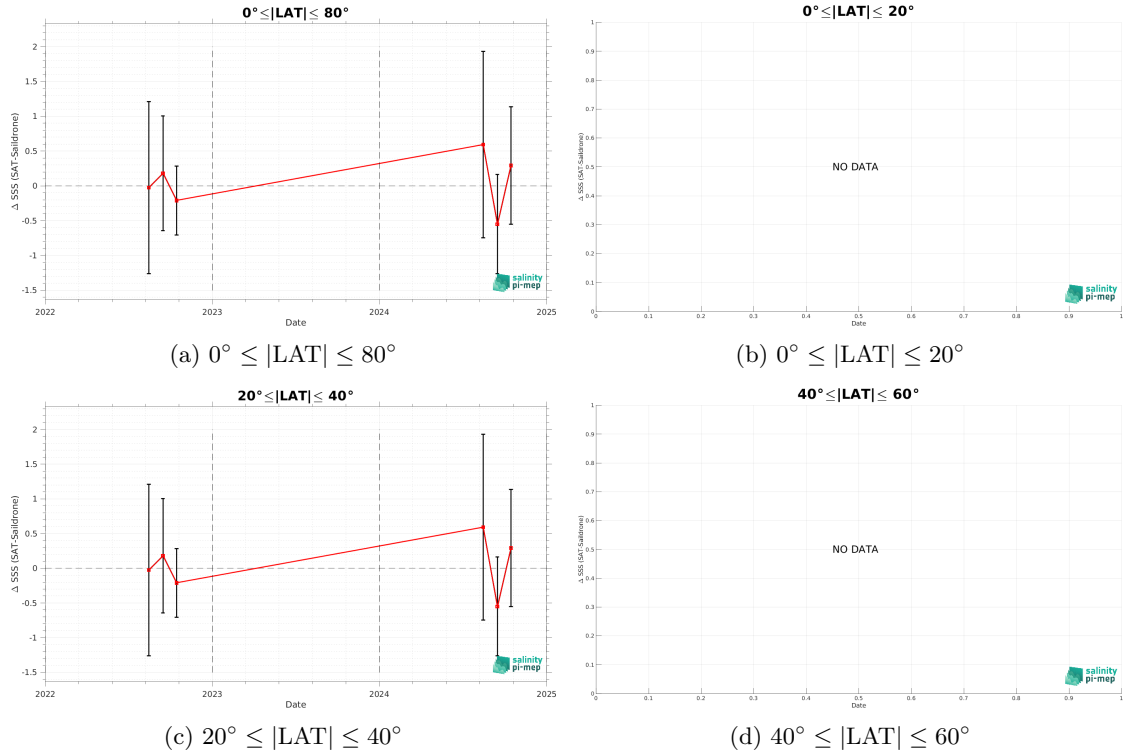 0°≤|LAT|≤ 80°
2
1.5
1
0.5
0
-0.5
-1
-1.5
Δ SSS (SAT-Saildrone)
2022
2023
2024
2025
Date
salinity
pi-mep
(a) 0° ≤ |LAT| ≤ 80°
0°≤|LAT|≤ 20°
1
0.9
0.8
0.7
0.6
0.5
0.4
0.3
0.2
0.1
0
Δ SSS (SAT-Saildrone)
NO DATA
0
0.1
0.2
0.3
0.4
0.5
0.6
0.7
0.8
0.9
1
Date
salinity
pi-mep
(b) 0° ≤ |LAT| ≤ 20°
20°≤|LAT|≤ 40°
2
1.5
1
0.5
0
-0.5
-1
-1.5
Δ SSS (SAT-Saildrone)
2022
2023
2024
2025
Date
salinity
pi-mep
(c) 20° ≤ |LAT| ≤ 40°
40°≤|LAT|≤ 60°
1
0.9
0.8
0.7
0.6
0.5
0.4
0.3
0.2
0.1
0
Δ SSS (SAT-Saildrone)
NO DATA
0
0.1
0.2
0.3
0.4
0.5
0.6
0.7
0.8
0.9
1
Date
salinity
pi-mep
(d) 40° ≤ |LAT| ≤ 60°